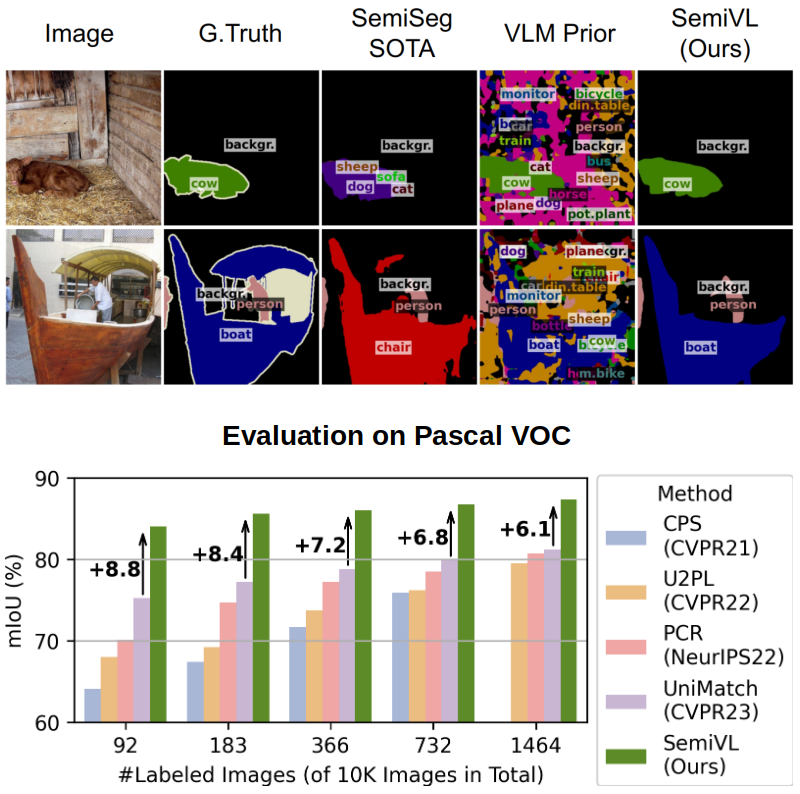 Image G.Truth SemiSeg SOTA VLM Prior SemiVL (Ours)
backgr.
cow
backgr.
sheep
sofa
dog
cat
monitor
bicycle
din.table
car
person
train
backgr.
bus
cat
cow
sheep
horse
plane
dog
pot.plant
backgr.
cow
backgr.
person
boat
backgr.
person
chair
dog
plane
kgr.
train
car
din.table
monitor
person
sheep
bottle
cow
boat
m.bike
backgr.
person
boat
Evaluation on Pascal VOC
mIoU (%)
90
80
70
60
+8.8
+8.4
+7.2
+6.8
+6.1
92 183 366 732 1464
#Labeled Images (of 10K Images in Total)
Method
CPS
(CVPR21)
U2PL
(CVPR22)
PCR
(NeurIPS22)
UniMatch
(CVPR23)
SemiVL
(Ours)